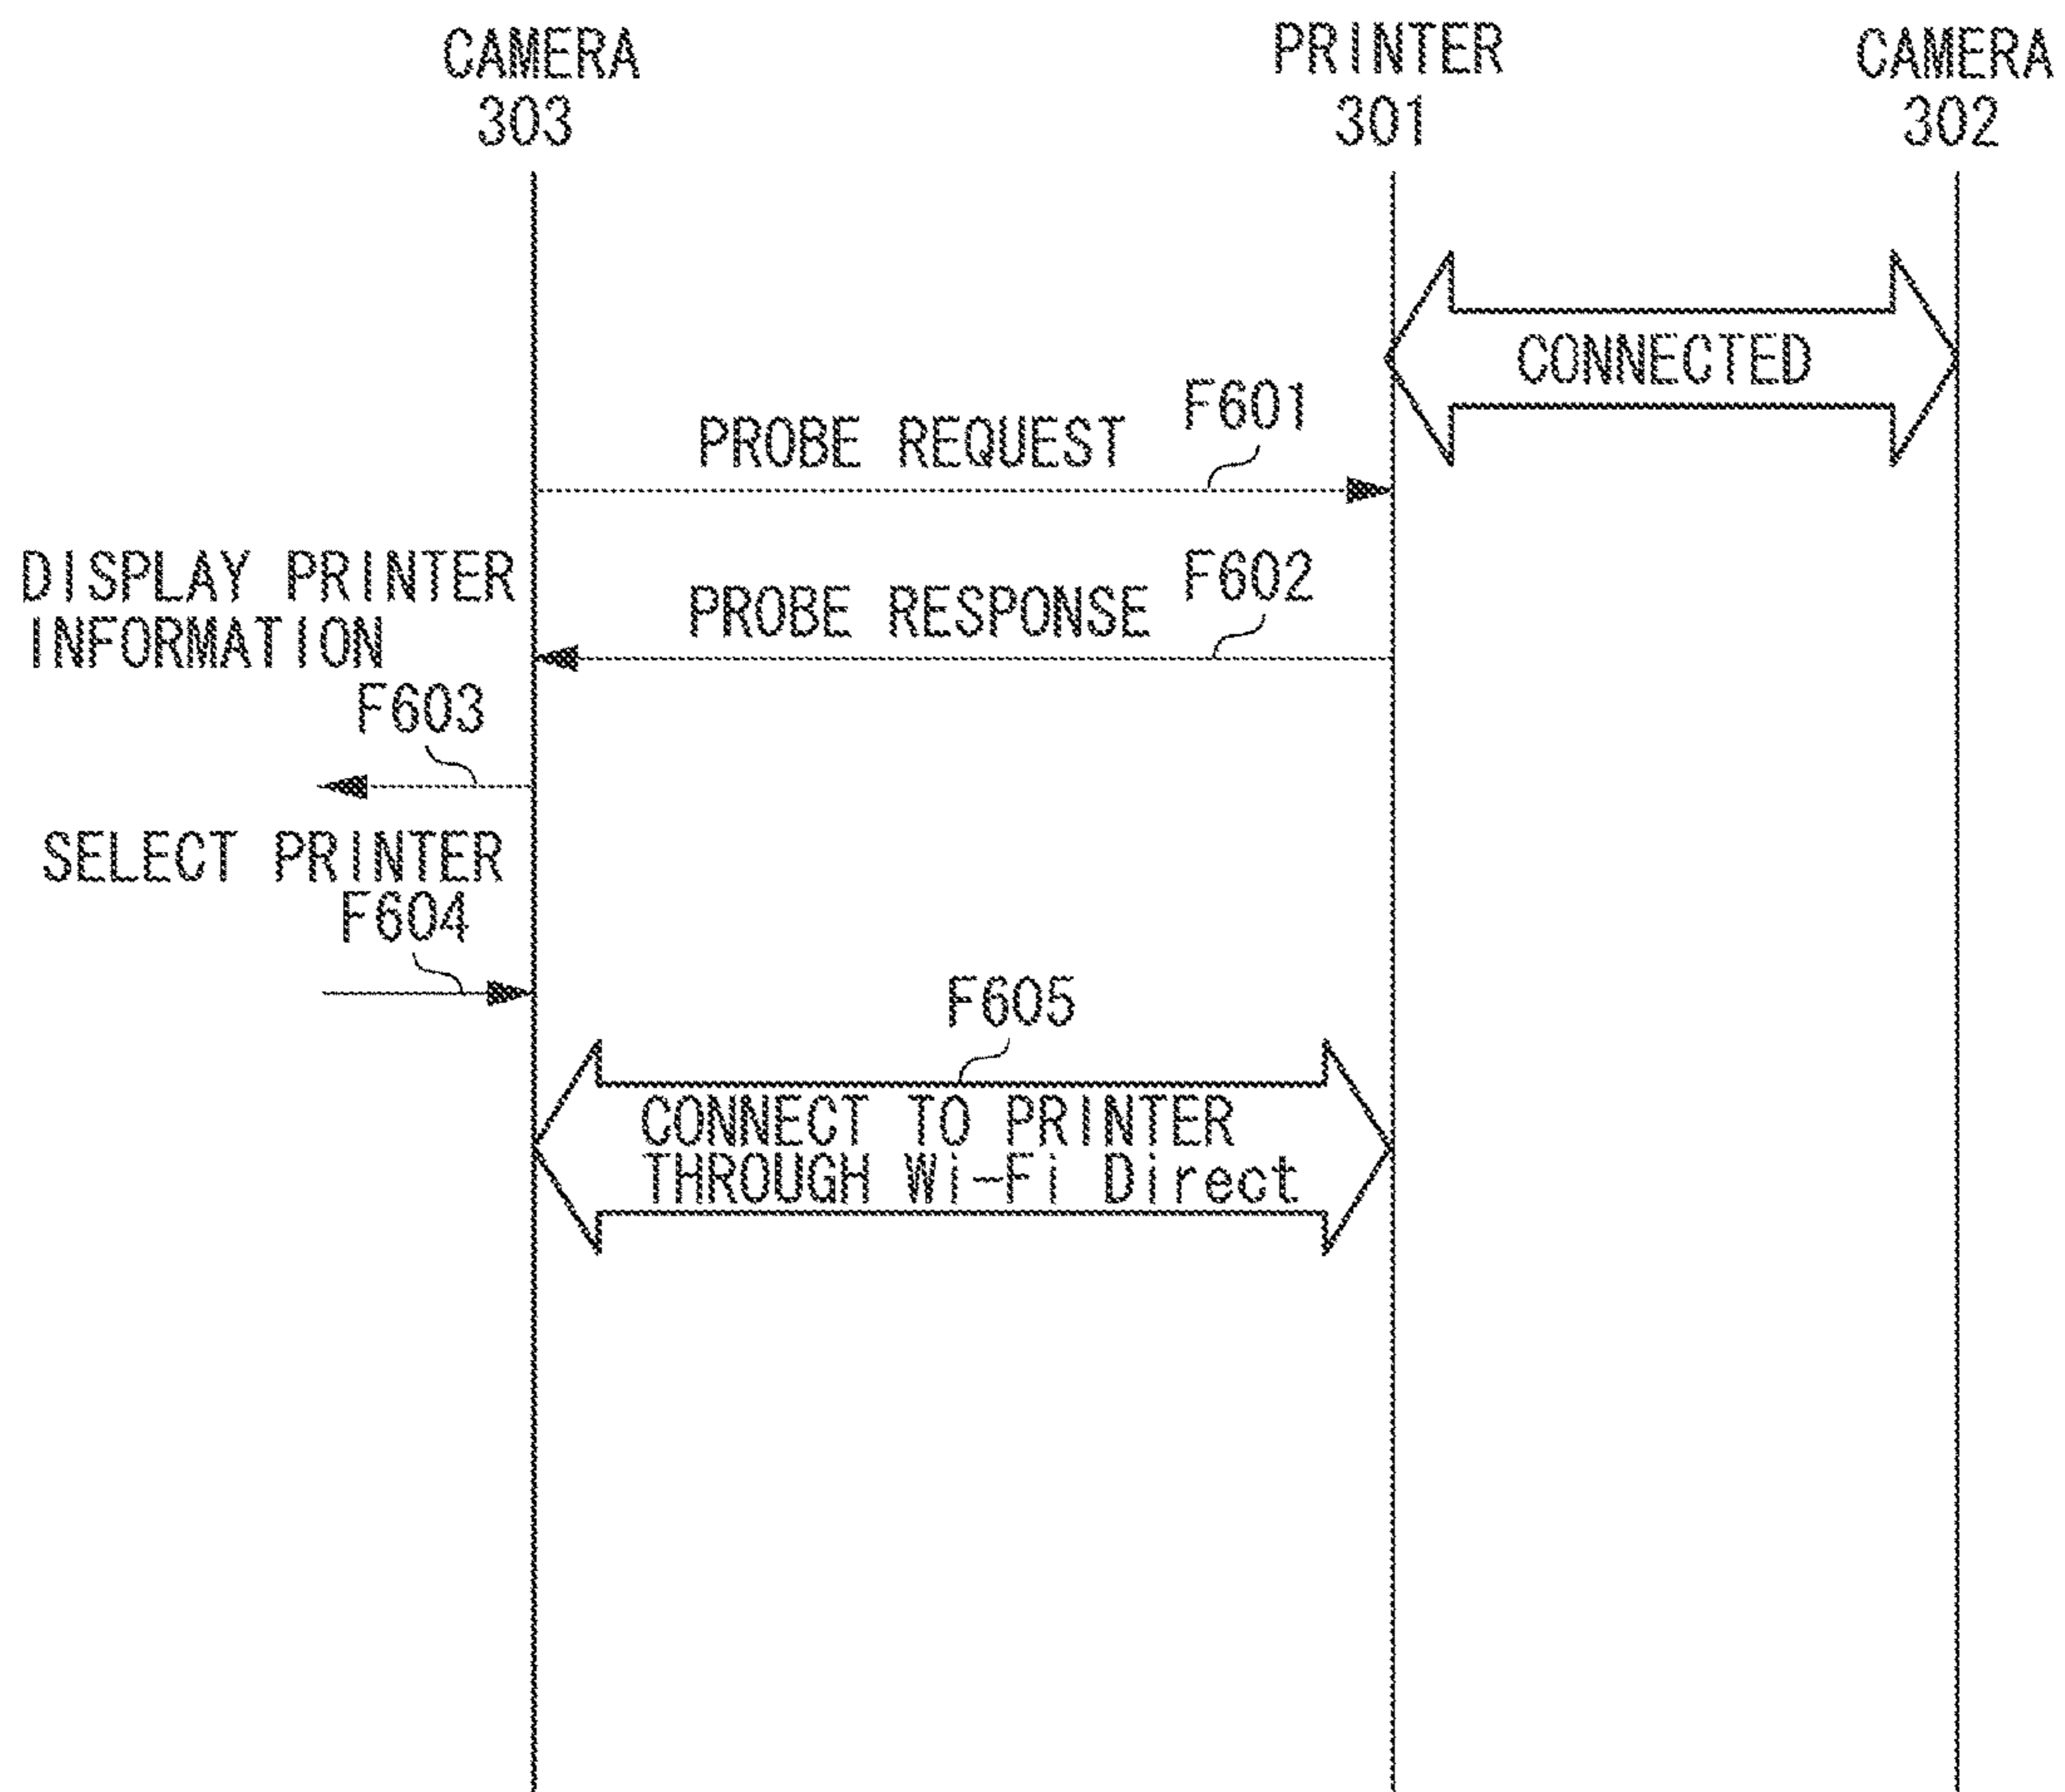 CAMERA
303
PRINTER
301
CAMERA
302
CONNECTED
PROBE REQUEST
F601
DISPLAY PRINTER
INFORMATION
PROBE RESPONSE
F602
F603
SELECT PRINTER
F604
F605
CONNECT TO PRINTER
THROUGH Wi-Fi Direct